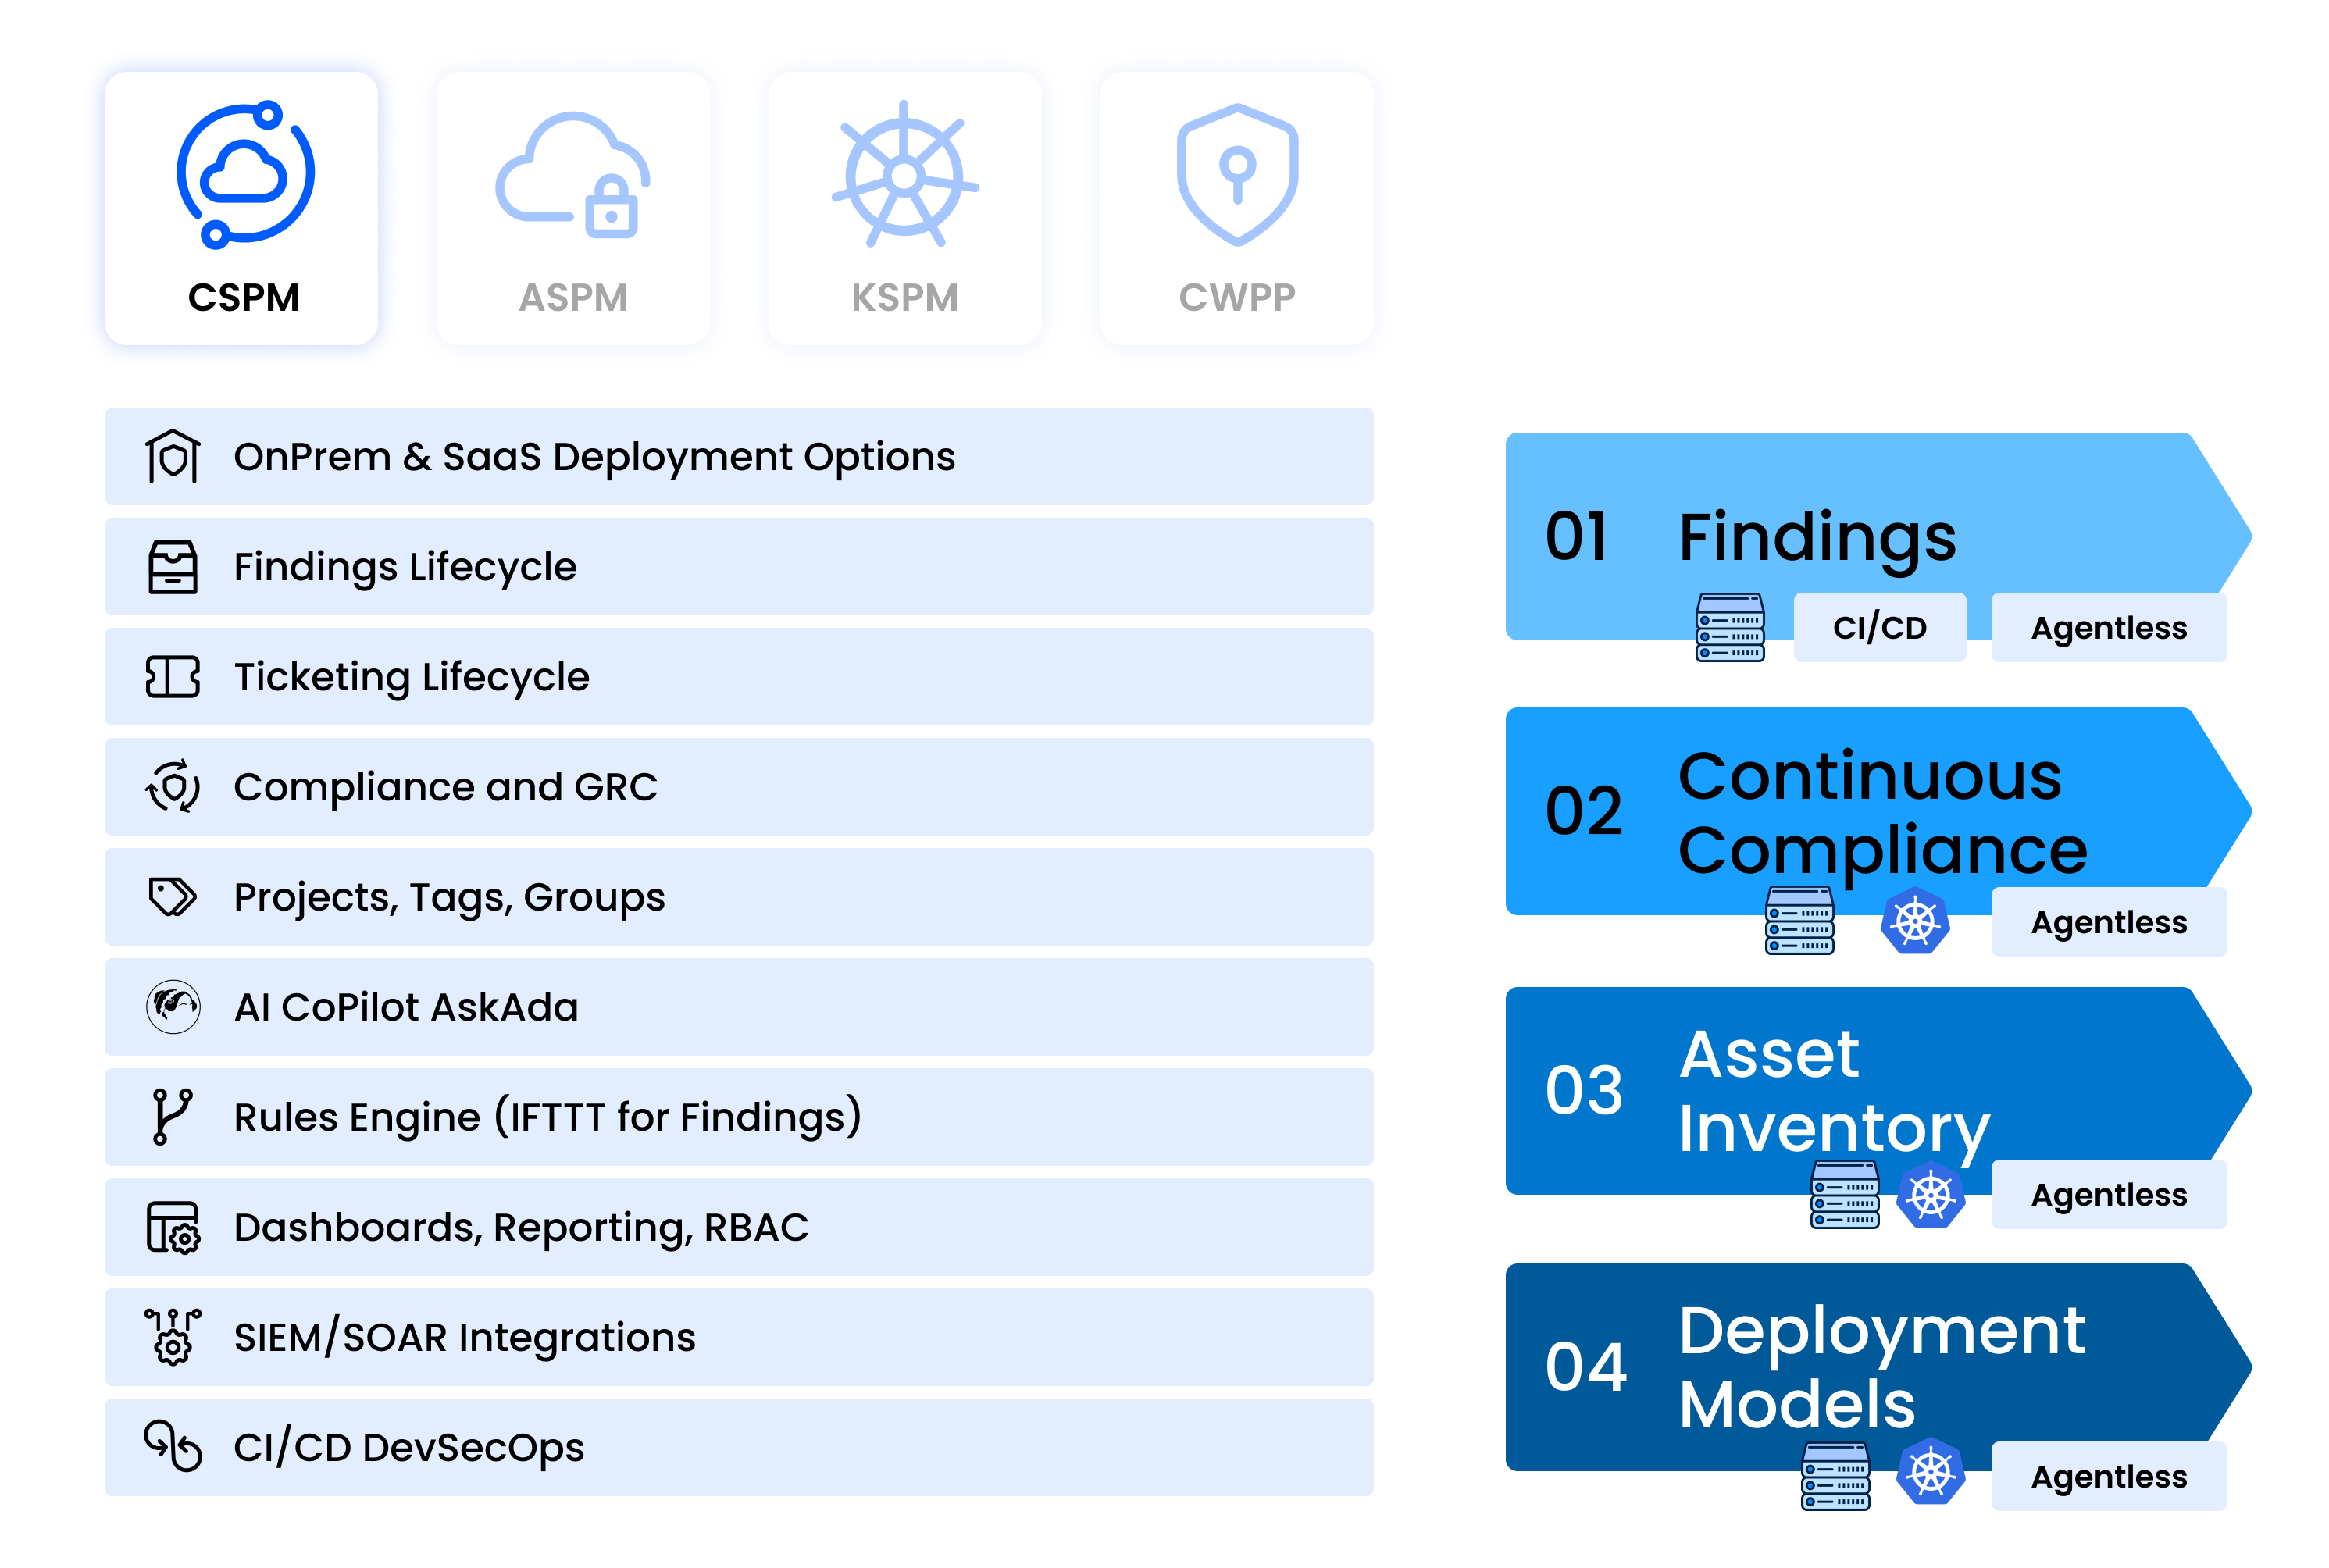 CSPM
ASPM
KSPM
CWPP
OnPrem & SaaS Deployment Options
Findings Lifecycle
Ticketing Lifecycle
Compliance and GRC
Projects, Tags, Groups
AI CoPilot AskAda
Rules Engine (IFTTT for Findings)
Dashboards, Reporting, RBAC
SIEM/SOAR Integrations
CI/CD DevSecOps
01
Findings
CI/CD
Agentless
02
Continuous
Compliance
Agentless
03
Asset
Inventory
Agentless
04
Deployment
Models
Agentless